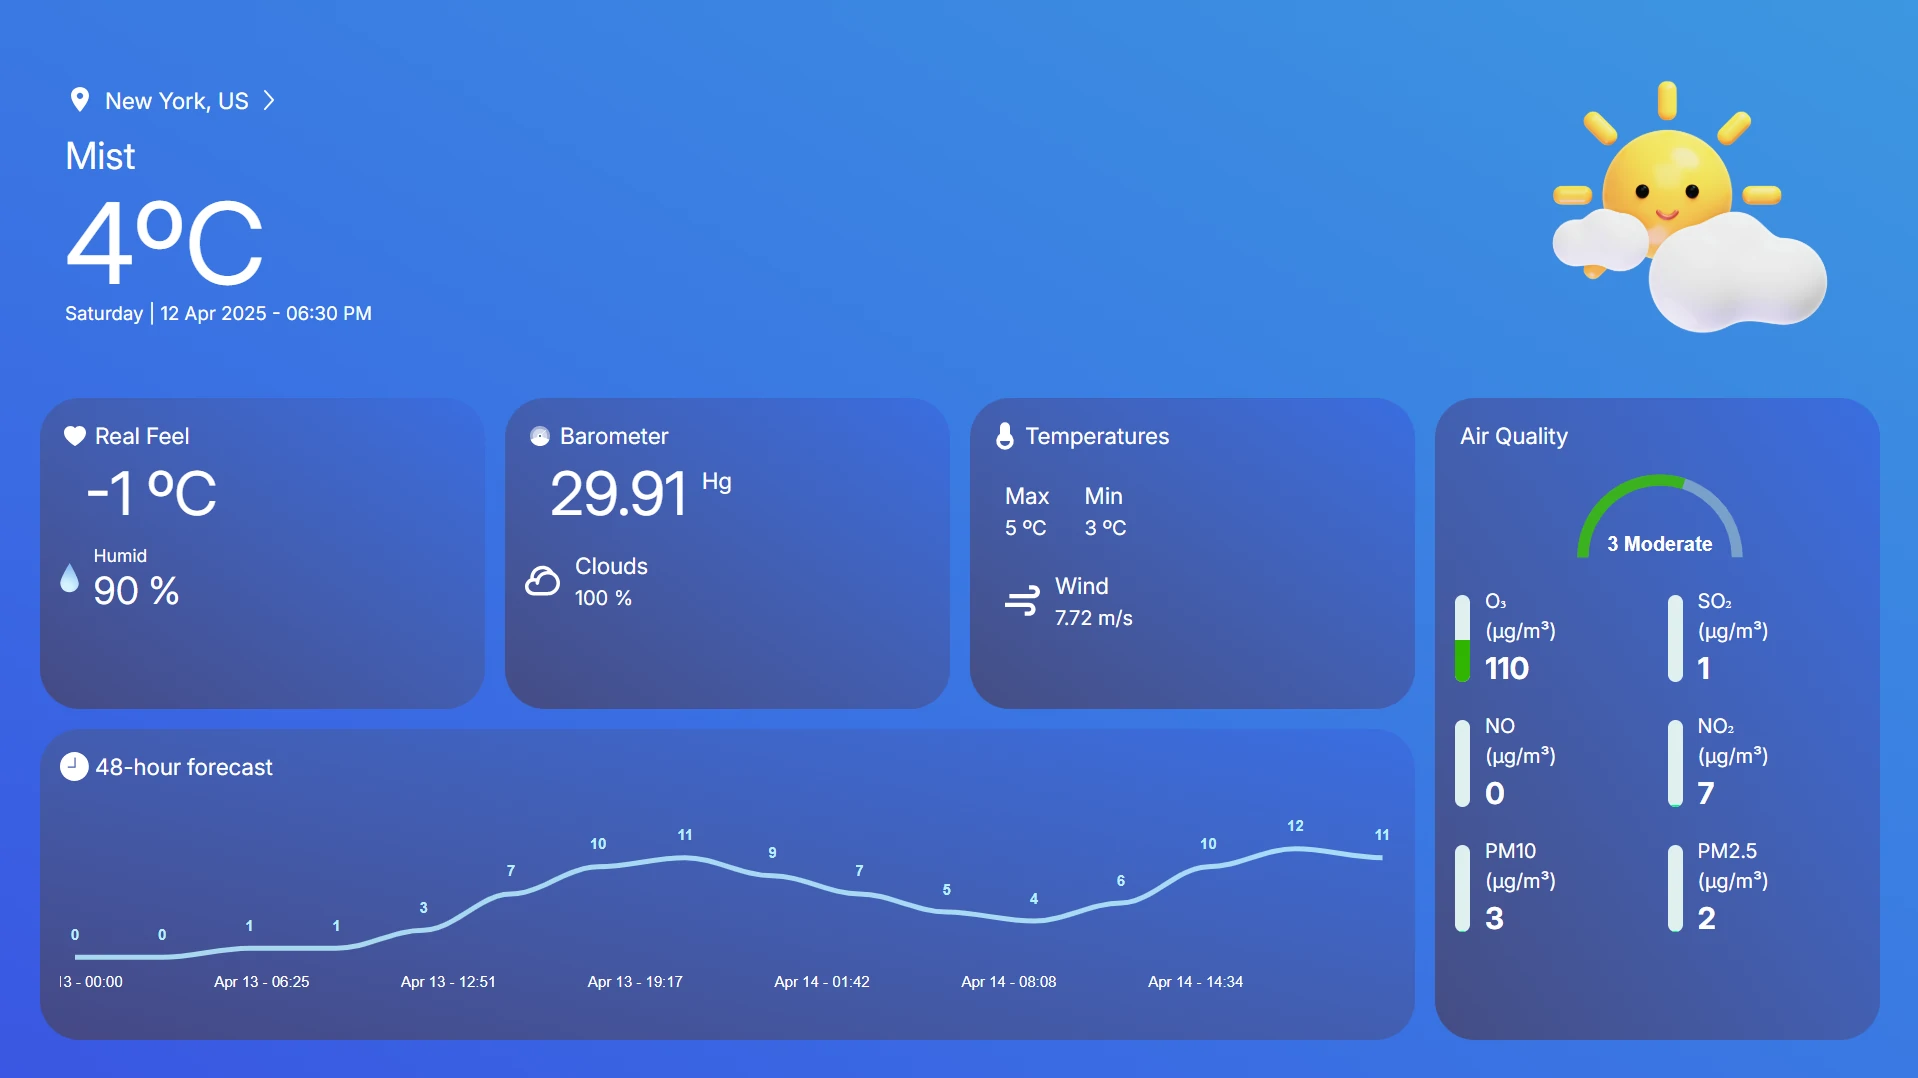 New York, US
Mist
4°C
Saturday | 12 Apr 2025 - 06:30 PM
Real Feel
-1 ºC
Humid
90 %
Barometer
29.91 Hg
Clouds
100 %
Temperatures
Max Min
5 ºC 3 ºC
Wind
7.72 m/s
Air Quality
3 Moderate
O₃ SO₂
(µg/m³) (µg/m³)
110 1
NO NO₂
(µg/m³) (µg/m³)
0 7
PM10 PM2.5
(µg/m³) (µg/m³)
3 2
48-hour forecast
0 0 1 1 3 7 10 11 9 7 5 4 6 10 12 11
13 - 00:00 Apr 13 - 06:25 Apr 13 - 12:51 Apr 13 - 19:17 Apr 14 - 01:42 Apr 14 - 08:08 Apr 14 - 14:34